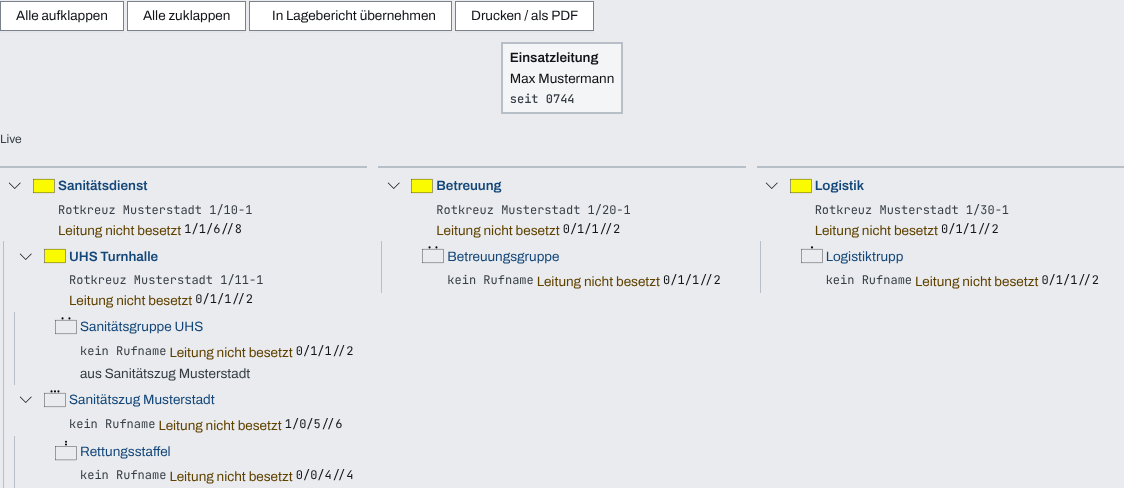 Alle aufklappen Alle zuklappen In Lagebericht übernehmen Drucken / als PDF
Einsatzleitung
Max Mustermann
seit 0744
Live
Sanitätsdienst
Rotkreuz Musterstadt 1/10-1
Leitung nicht besetzt 1/1/6//8
UHS Turnhalle
Rotkreuz Musterstadt 1/11-1
Leitung nicht besetzt 0/1/1//2
Sanitätsgruppe UHS
kein Rufname Leitung nicht besetzt 0/1/1//2
aus Sanitätszug Musterstadt
Sanitätszug Musterstadt
kein Rufname Leitung nicht besetzt 1/0/5//6
Rettungsstaffel
kein Rufname Leitung nicht besetzt 0/0/4//4
Betreuung
Rotkreuz Musterstadt 1/20-1
Leitung nicht besetzt 0/1/1//2
Betreuungsgruppe
kein Rufname Leitung nicht besetzt 0/1/1//2
Logistik
Rotkreuz Musterstadt 1/30-1
Leitung nicht besetzt 0/1/1//2
Logistiktrupp
kein Rufname Leitung nicht besetzt 0/1/1//2